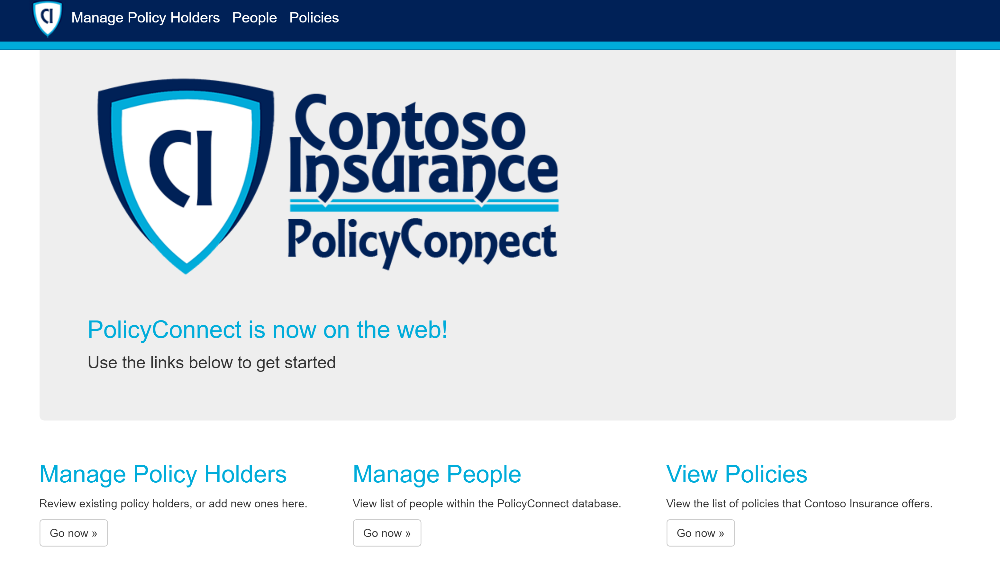 CI Manage Policy Holders People Policies
CI
Contoso
Insurance
PolicyConnect
PolicyConnect is now on the web!
Use the links below to get started
Manage Policy Holders
Review existing policy holders, or add new ones here.
Go now »
Manage People
View list of people within the PolicyConnect database.
Go now »
View Policies
View the list of policies that Contoso Insurance offers.
Go now »